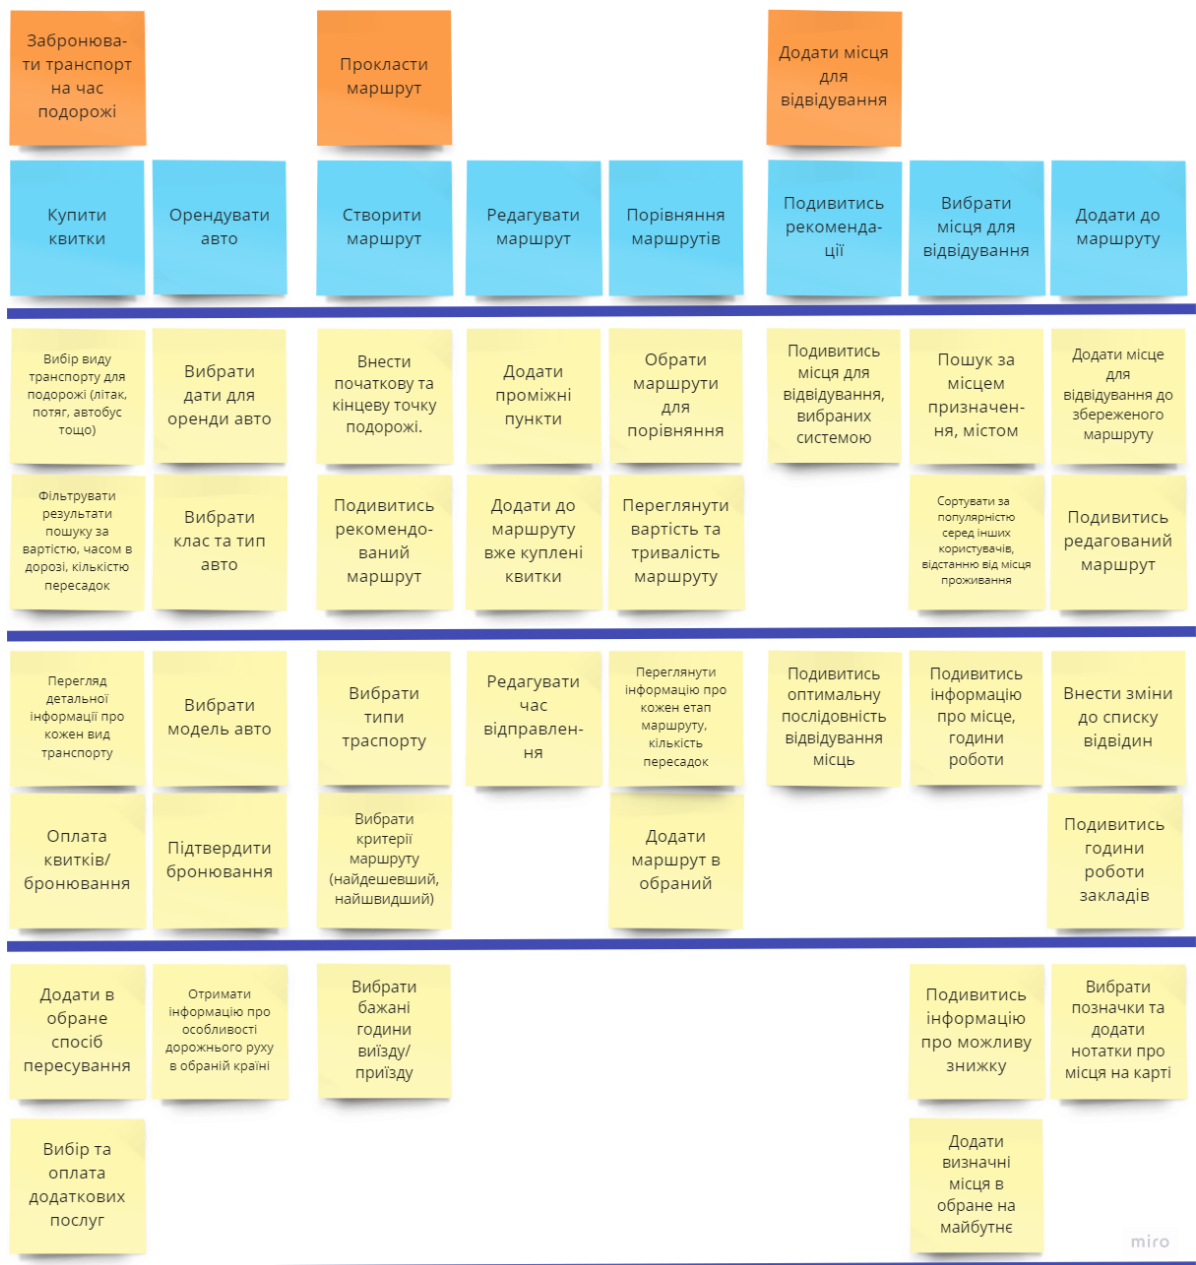 Забронюва-
ти транспорт
на час
подорожі
Прокласти
маршрут
Додати місця
для
відвідування
Купити
квитки
Орендувати
авто
Створити
маршрут
Редагувати
маршрут
Порівняння
маршрутів
Подивитись
рекоменда-
ції
Вибрати
місця для
відвідування
Додати до
маршруту
Вибір виду
транспорту для
подорожі (літак,
потяг, автобус
тощо)
Вибрати
дати для
оренди авто
Внести
початкову та
кінцеву точку
подорожі.
Додати
проміжні
пункти
Обрати
маршрути
для
порівняння
Подивитись
місця для
відвідування,
вибраних
системою
Пошук за
місцем
призначен-
ня, містом
Додати місце
для
відвідування до
збереженого
маршруту
Фільтрувати
результати
пошуку за
вартістю, часом в
дорозі, кількістю
пересадок
Вибрати
клас та тип
авто
Подивитись
рекомендо-
ваний
маршрут
Додати до
маршруту
вже куплені
квитки
Переглянути
вартість та
тривалість
маршруту
Сортувати за
популярністю
серед інших
користувачів,
відстанню від місця
проживання
Подивитись
редагований
маршрут
Перегляд
детальної
інформації про
кожен вид
транспорту
Вибрати
модель авто
Вибрати
типи
траспорту
Редагувати
час
відправлен-
ня
Переглянути
інформацію про
кожен етап
маршруту,
кількість
пересадок
Подивитись
оптимальну
послідовність
відвідування
місць
Подивитись
інформацію
про місце,
години
роботи
Внести зміни
до списку
відвідин
Оплата
квитків/
бронювання
Підтвердити
бронювання
Вибрати
критерії
маршруту
(найдешевший,
найшвидший)
Додати
маршрут в
обраний
Подивитись
години
роботи
закладів
Додати в
обране
спосіб
пересування
Отримати
інформацію про
особливості
дорожнього руху
в обраній країні
Вибрати
бажані
години
виїзду/
приїзду
Подивитись
інформацію
про можливу
знижку
Вибрати
позначки та
додати
нотатки про
місця на карті
Вибір та
оплата
додаткових
послуг
Додати
визначні
місця в
обране на
майбутнє
miro